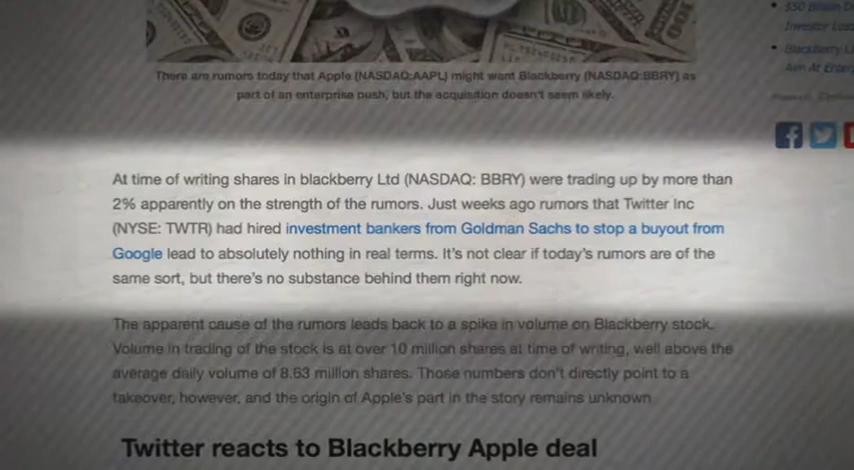 $50 Billion
Investor
Blackberry
Aim At
There are rumors today that Apple (NASDAQ:AAPL) might want Blackberry (NASDAQ:BBRY) as
part of an enterprise push, but the acquisition doesn't seem likely.
At time of writing shares in blackberry Ltd (NASDAQ: BBRY) were trading up by more than
2% apparently on the strength of the rumors. Just weeks ago rumors that Twitter Inc
(NYSE: TWTR) had hired investment bankers from Goldman Sachs to stop a buyout from
Google lead to absolutely nothing in real terms. It's not clear if today's rumors are of the
same sort, but there's no substance behind them right now.
The apparent cause of the rumors leads back to a spike in volume on Blackberry stock.
Volume in trading of the stock is at over 10 million shares at time of writing, well above the
average daily volume of 8.63 million shares. Those numbers don't directly point to a
takeover, however, and the origin of Apple's part in the story remains unknown
Twitter reacts to Blackberry Apple deal